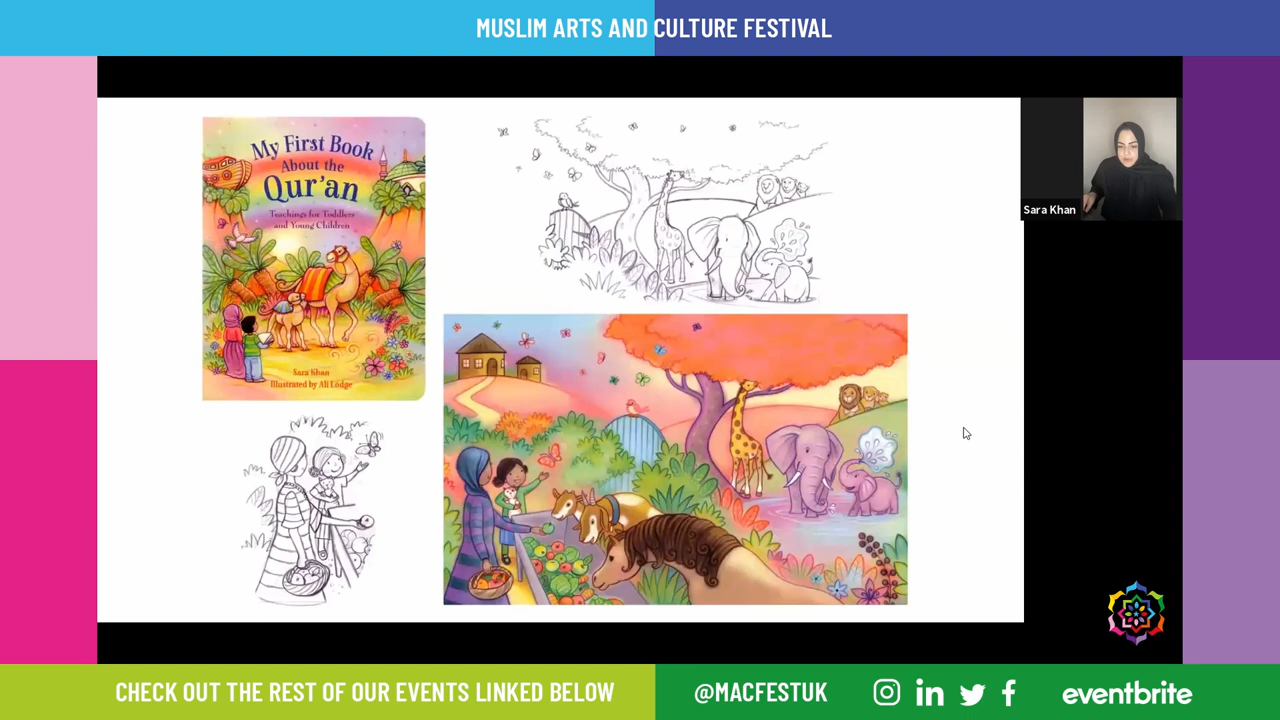 MUSLIM ARTS AND CULTURE FESTIVAL
My First Book
About the
Qur'an
Teachings for Toddlers
and Young Children
Sara Khan
Illustrated by Ali Lodge
Sara Khan
CHECK OUT THE REST OF OUR EVENTS LINKED BELOW
@MACFESTUK
in
f
eventbrite